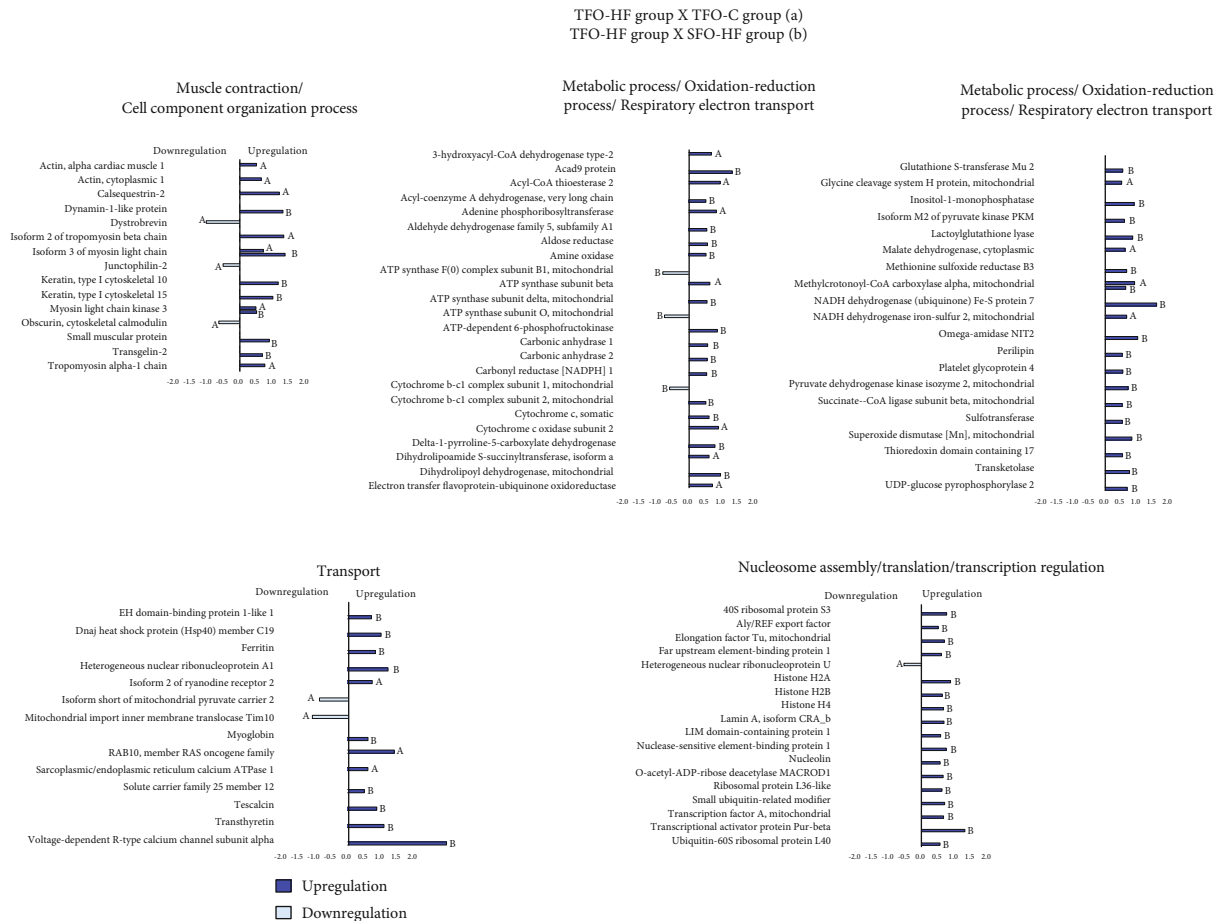 TFO-HF group X TFO-C group (a)
TFO-HF group X SFO-HF group (b)
Muscle contraction/
Cell component organization process
Downregulation Upregulation
Actin, alpha cardiac muscle 1 A
Actin, cytoplasmic 1 A
Calsequestrin-2 A
Dynamin-1-like protein B
Dystrobrevin A
Isoform 2 of tropomyosin beta chain A
Isoform 3 of myosin light chain A
B
Junctophilin-2 A
Keratin, type I cytoskeletal 10 B
Keratin, type I cytoskeletal 15 B
Myosin light chain kinase 3 A
B
Obscurin, cytoskeletal calmodulin A
Small muscular protein B
Transgelin-2 B
Tropomyosin alpha-1 chain A
-2.0 -1.5 -1.0 -0.5 0.0 0.5 1.0 1.5 2.0
Metabolic process/ Oxidation-reduction
process/ Respiratory electron transport
3-hydroxyacyl-CoA dehydrogenase type-2 A
Acad9 protein B
Acyl-CoA thioesterase 2 A
Acyl-coenzyme A dehydrogenase, very long chain B
Adenine phosphoribosyltransferase A
Aldehyde dehydrogenase family 5, subfamily A1 B
Aldose reductase B
Amine oxidase B
ATP synthase F(0) complex subunit B1, mitochondrial B
ATP synthase subunit beta A
ATP synthase subunit delta, mitochondrial B
ATP synthase subunit O, mitochondrial B
ATP-dependent 6-phosphofructokinase B
Carbonic anhydrase 1 B
Carbonic anhydrase 2 B
Carbonyl reductase [NADPH] 1 B
Cytochrome b-c1 complex subunit 1, mitochondrial B
Cytochrome b-c1 complex subunit 2, mitochondrial B
Cytochrome c, somatic B
Cytochrome c oxidase subunit 2 A
Delta-1-pyrroline-5-carboxylate dehydrogenase B
Dihydrolipoamide S-succinyltransferase, isoform a A
Dihydrolipoyl dehydrogenase, mitochondrial B
Electron transfer flavoprotein-ubiquinone oxidoreductase A
-2.0 -1.5 -1.0 -0.5 0.0 0.5 1.0 1.5 2.0
Metabolic process/ Oxidation-reduction
process/ Respiratory electron transport
Glutathione S-transferase Mu 2 B
Glycine cleavage system H protein, mitochondrial A
Inositol-1-monophosphatase B
Isoform M2 of pyruvate kinase PKM B
Lactoylglutathione lyase B
Malate dehydrogenase, cytoplasmic A
Methionine sulfoxide reductase B3 B
Methylcrotonoyl-CoA carboxylase alpha, mitochondrial A
B
NADH dehydrogenase (ubiquinone) Fe-S protein 7 B
NADH dehydrogenase iron-sulfur 2, mitochondrial A
Omega-amidase NIT2 B
Perilipin B
Platelet glycoprotein 4 B
Pyruvate dehydrogenase kinase isozyme 2, mitochondrial B
Succinate--CoA ligase subunit beta, mitochondrial B
Sulfotransferase B
Superoxide dismutase [Mn], mitochondrial B
Thioredoxin domain containing 17 B
Transketolase B
UDP-glucose pyrophosphorylase 2 B
-2.0 -1.5 -1.0 -0.5 0.0 0.5 1.0 1.5 2.0
Transport
Downregulation Upregulation
EH domain-binding protein 1-like 1 B
Dnaj heat shock protein (Hsp40) member C19 B
Ferritin B
Heterogeneous nuclear ribonucleoprotein A1 B
Isoform 2 of ryanodine receptor 2 A
Isoform short of mitochondrial pyruvate carrier 2 A
Mitochondrial import inner membrane translocase Tim10 A
Myoglobin B
RAB10, member RAS oncogene family A
Sarcoplasmic/endoplasmic reticulum calcium ATPase 1 A
Solute carrier family 25 member 12 B
Tescalcin B
Transthyretin B
Voltage-dependent R-type calcium channel subunit alpha B
-2.0 -1.5 -1.0 -0.5 0.0 0.5 1.0 1.5 2.0
Nucleosome assembly/translation/transcription regulation
Downregulation Upregulation
40S ribosomal protein S3 B
Aly/REF export factor B
Elongation factor Tu, mitochondrial B
Far upstream element-binding protein 1 B
Heterogeneous nuclear ribonucleoprotein U A
Histone H2A B
Histone H2B B
Histone H4 B
Lamin A, isoform CRA_b B
LIM domain-containing protein 1 B
Nuclease-sensitive element-binding protein 1 B
Nucleolin B
O-acetyl-ADP-ribose deacetylase MACROD1 B
Ribosomal protein L36-like B
Small ubiquitin-related modifier B
Transcription factor A, mitochondrial B
Transcriptional activator protein Pur-beta B
Ubiquitin-60S ribosomal protein L40 B
-2.0 -1.5 -1.0 -0.5 0.0 0.5 1.0 1.5 2.0
Upregulation
Downregulation